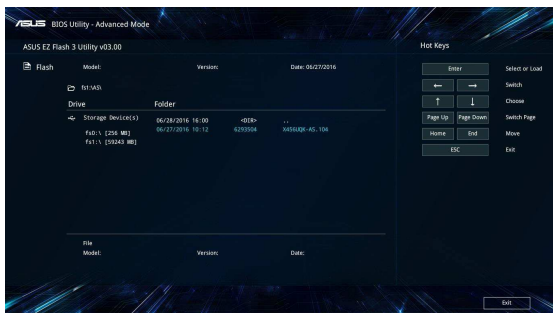 ASUS BIOS Utility - Advanced Mode
ASUS EZ Flash 3 Utility v03.00
Hot Keys
Flash Model: Version: Date: 06/27/2016
fs1:\AS\
Drive Folder
Storage Device(s) 06/28/2016 16:00 <DIR> ..
06/27/2016 10:12 6293504 X456UQK-AS.104
fs0:\ [256 MB]
fs1:\ [59243 MB]
Enter Select or Load
← → Switch
↑ ↓ Choose
Page Up Page Down Switch Page
Home End Move
ESC Exit
File
Model: Version: Date:
Exit